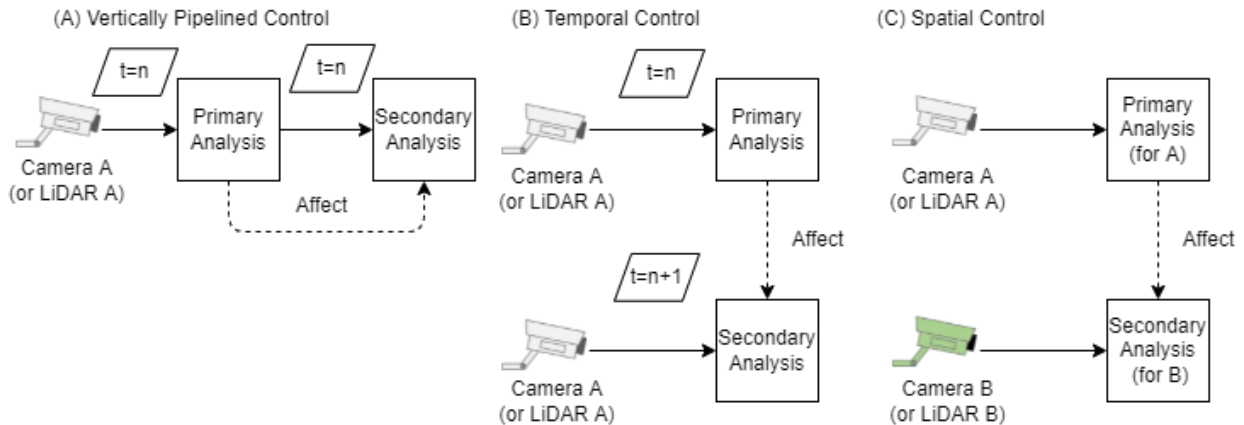 (A) Vertically Pipelined Control
t=n
t=n
Primary
Analysis
Secondary
Analysis
Camera A
(or LiDAR A)
Affect
(B) Temporal Control
t=n
Primary
Analysis
Camera A
(or LiDAR A)
Affect
t=n+1
Secondary
Analysis
Camera A
(or LiDAR A)
(C) Spatial Control
Primary
Analysis
(for A)
Camera A
(or LiDAR A)
Affect
Secondary
Analysis
(for B)
Camera B
(or LiDAR B)